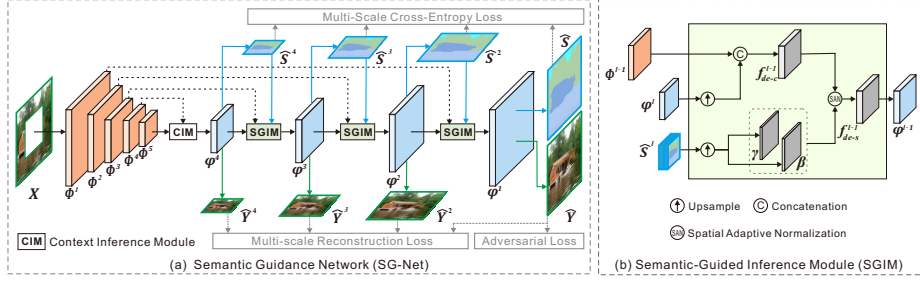 Multi-Scale Cross-Entropy Loss
Ŝ⁴
Ŝ³
Ŝ²
Ŝ
X
Φ¹
Φ²
Φ³
Φ⁴
Φ⁵
CIM
φ⁴
SGIM
φ³
SGIM
φ²
SGIM
φ¹
Ŷ⁴
Ŷ³
Ŷ²
Ŷ
CIM Context Inference Module
Multi-scale Reconstruction Loss
Adversarial Loss
(a) Semantic Guidance Network (SG-Net)
Φˡ⁻¹
C
f^{l-1}_{de-c}
φˡ
SAN
f^{l-1}_{de-s}
φˡ⁻¹
Ŝˡ
γ
β
Upsample
C Concatenation
SAN Spatial Adaptive Normalization
(b) Semantic-Guided Inference Module (SGIM)